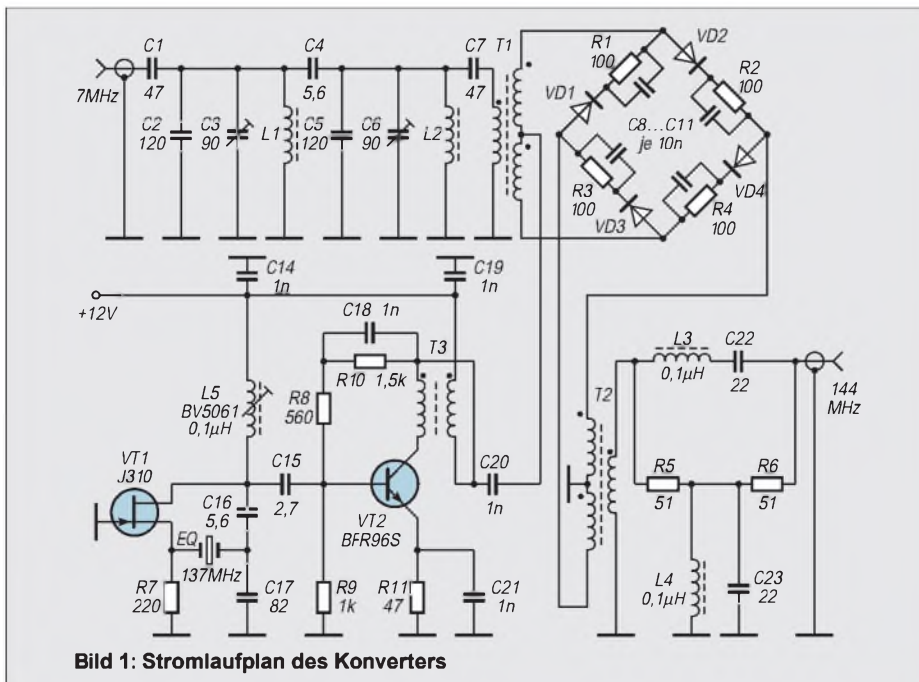 C1
47
7MHz
C2
120
C3
90
L1
C4
5,6
C5
120
C6
90
L2
C7
47
T1
R1
100
VD2
R2
100
VD1
C8...C11
je 10n
R3
100
VD3
VD4
R4
100
C14
1n
C19
1n
+12V
C18 1n
R10 1,5k
T3
R8
560
L5
BV5061
0,1µH
VT1
J310
C15
2,7
C16
5,6
EQ
137MHz
R7
220
C17
82
R9
1k
VT2
BFR96S
R11
47
C20
1n
C21
1n
T2
L3
0,1µH
C22
22
144
MHz
R5
51
R6
51
L4
0,1µH
C23
22
Bild 1: Stromlaufplan des Konverters